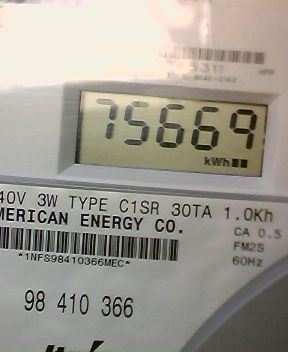 75669
kWh
40V 3W TYPE C1SR 30TA 1.0Kh
MERICAN ENERGY CO.
CA 0.5
FM2S
60Hz
*1NFS98410366MEC*
98 410 366